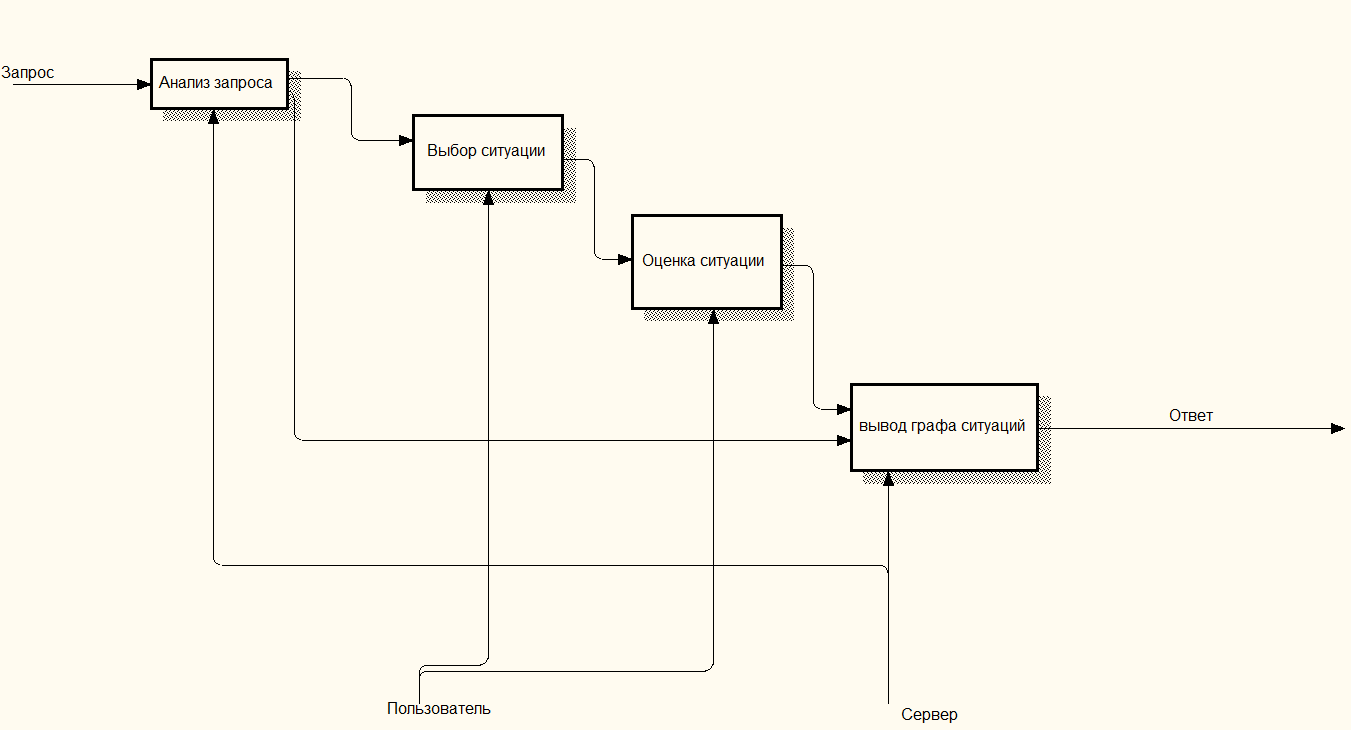 Запрос
Анализ запроса
Выбор ситуации
Оценка ситуации
вывод графа ситуаций
Ответ
Пользователь
Сервер